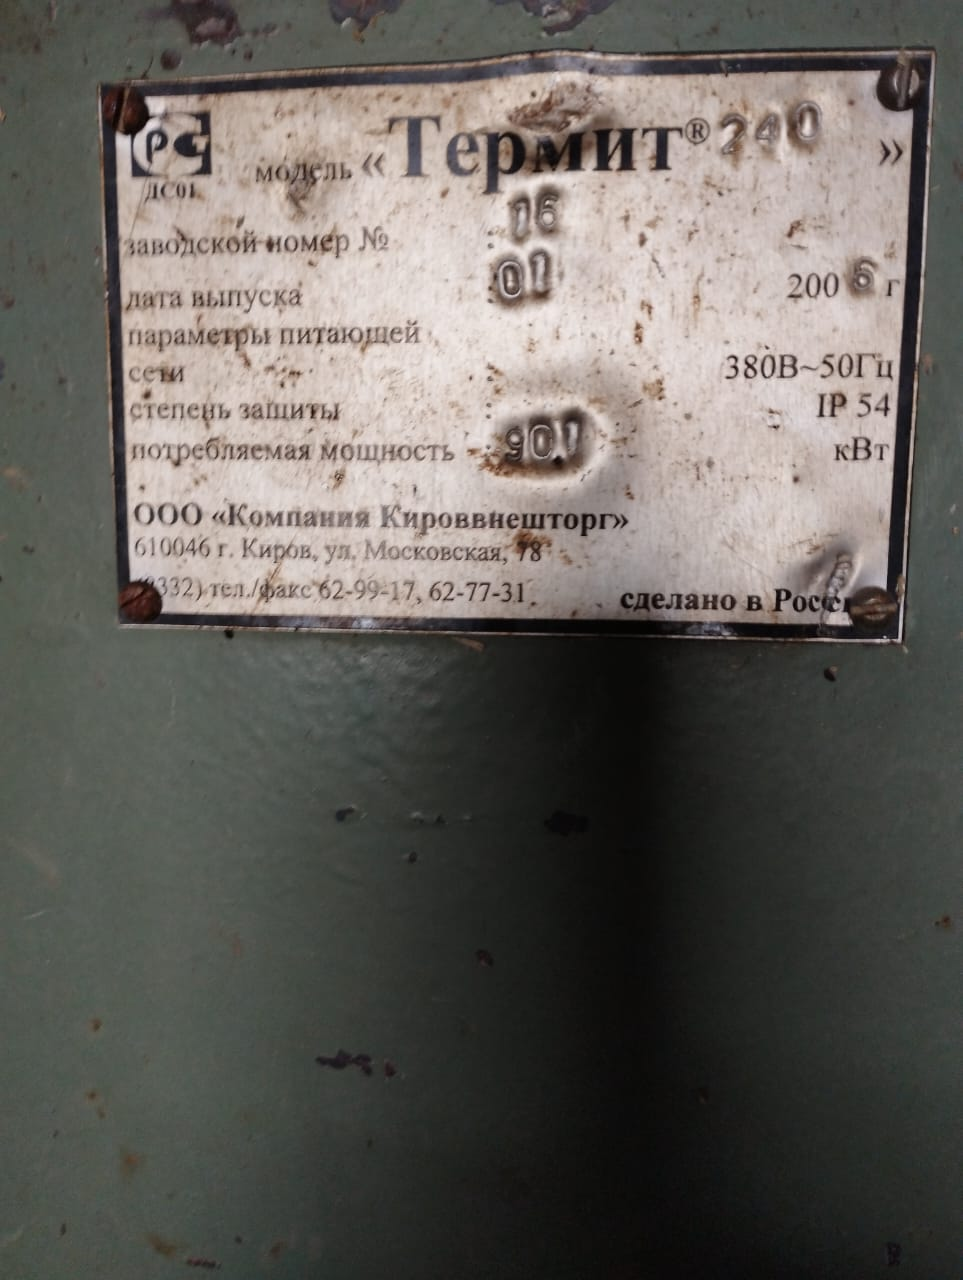 РС
ДС01
модель «Термит® 240 »
заводской номер № : 16
дата выпуска : 01 2006 г
параметры питающей
сети : 380В~50Гц
степень защиты : IP 54
потребляемая мощность : 90.1 кВт
ООО «Компания Кироввнешторг»
610046 г. Киров, ул. Московская, 78
тел./факс 62-99-17, 62-77-31
сделано в